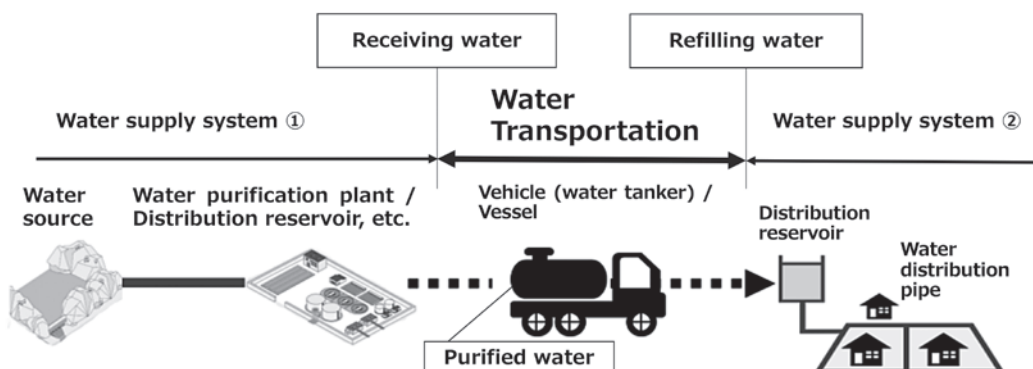 Receiving water
Refilling water
Water supply system ①
Water
Transportation
Water supply system ②
Water
source
Water purification plant /
Distribution reservoir, etc.
Vehicle (water tanker) /
Vessel
Distribution
reservoir
Water
distribution
pipe
Purified water